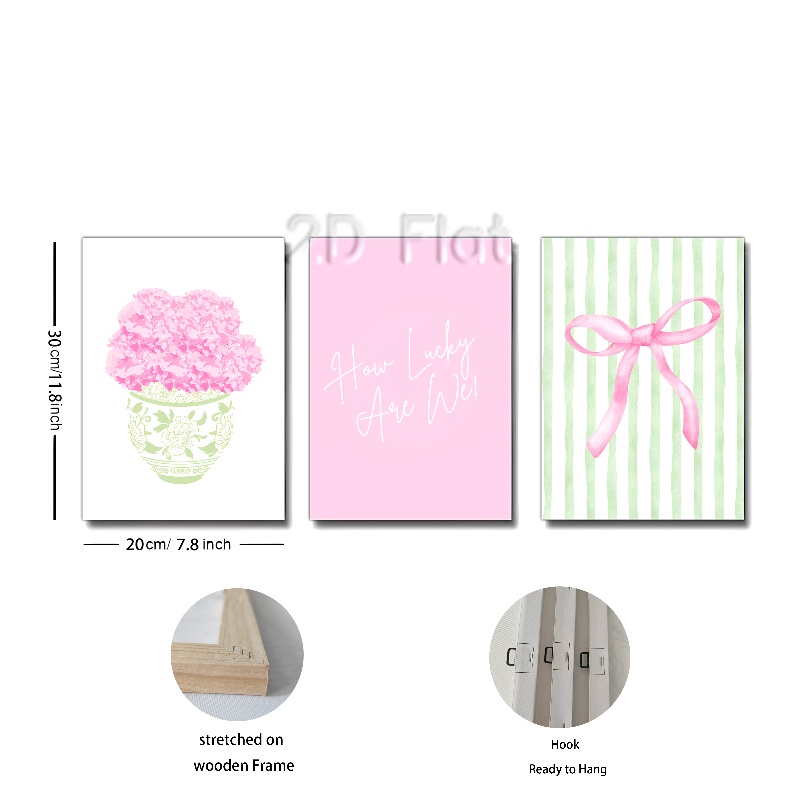 2.D Flat
How Lucky
Are We!
30cm/11.8inch
20cm/ 7.8 inch
stretched on
wooden Frame
Hook
Ready to Hang